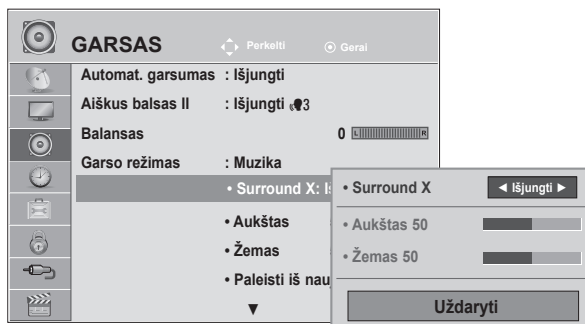 GARSAS Perkelti Gerai
Automat. garsumas : Išjungti
Aiškus balsas II : Išjungti 3
Balansas 0 L R
Garso režimas : Muzika
• Surround X: I
• Aukštas
• Žemas
• Paleisti iš nau
▼
• Surround X ◄ Išjungti ►
• Aukštas 50
• Žemas 50
Uždaryti